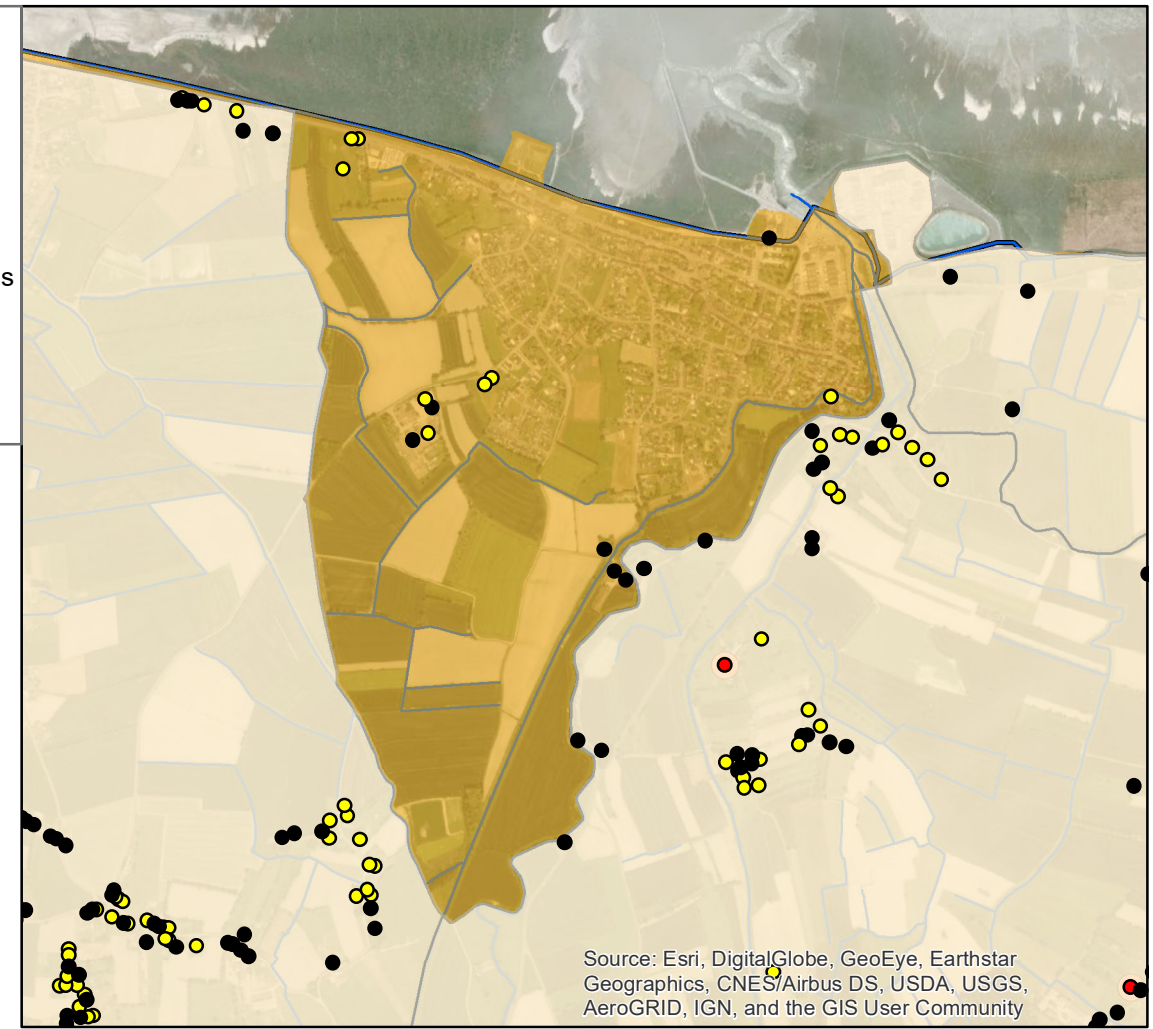 s
Source: Esri, DigitalGlobe, GeoEye, Earthstar
Geographics, CNES/Airbus DS, USDA, USGS,
AeroGRID, IGN, and the GIS User Community